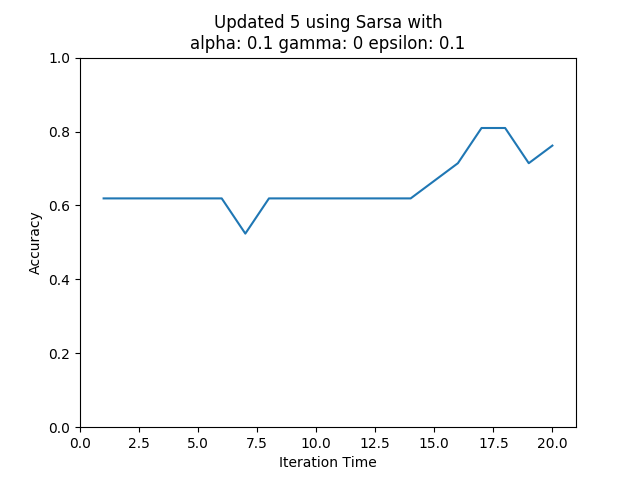 Updated 5 using Sarsa with
alpha: 0.1 gamma: 0 epsilon: 0.1
1.0
0.8
0.6
0.4
0.2
0.0
Accuracy
0.0 2.5 5.0 7.5 10.0 12.5 15.0 17.5 20.0
Iteration Time